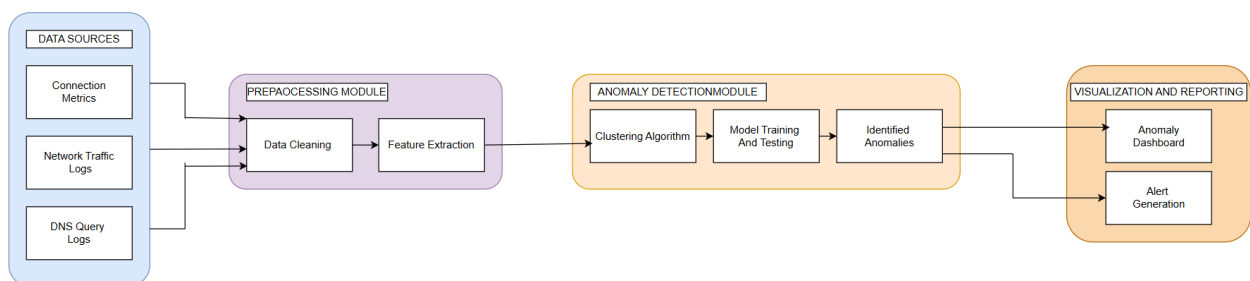 DATA SOURCES
Connection
Metrics
Network Traffic
Logs
DNS Query
Logs
PREPAOCESSING MODULE
Data Cleaning
Feature Extraction
ANOMALY DETECTIONMODULE
Clustering Algorithm
Model Training
And Testing
Identified
Anomalies
VISUALIZATION AND REPORTING
Anomaly
Dashboard
Alert
Generation